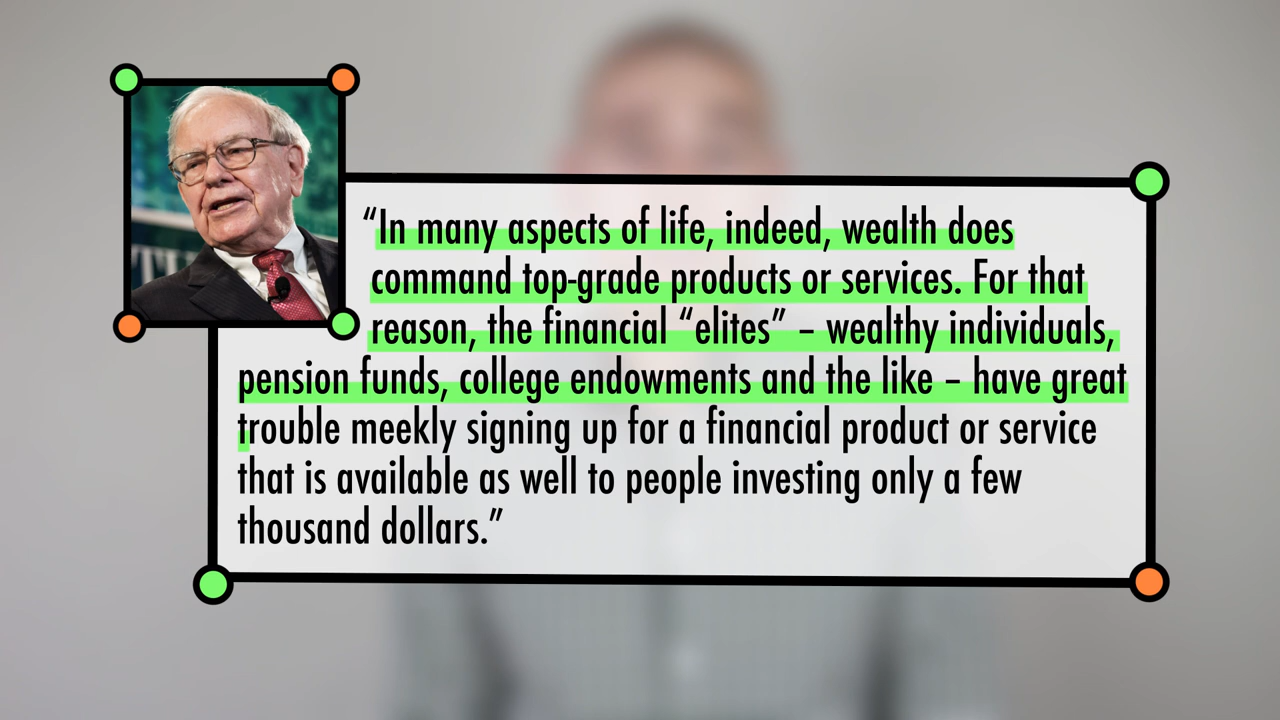 “In many aspects of life, indeed, wealth does
command top-grade products or services. For that
reason, the financial “elites” – wealthy individuals,
pension funds, college endowments and the like – have great
trouble meekly signing up for a financial product or service
that is available as well to people investing only a few
thousand dollars.”